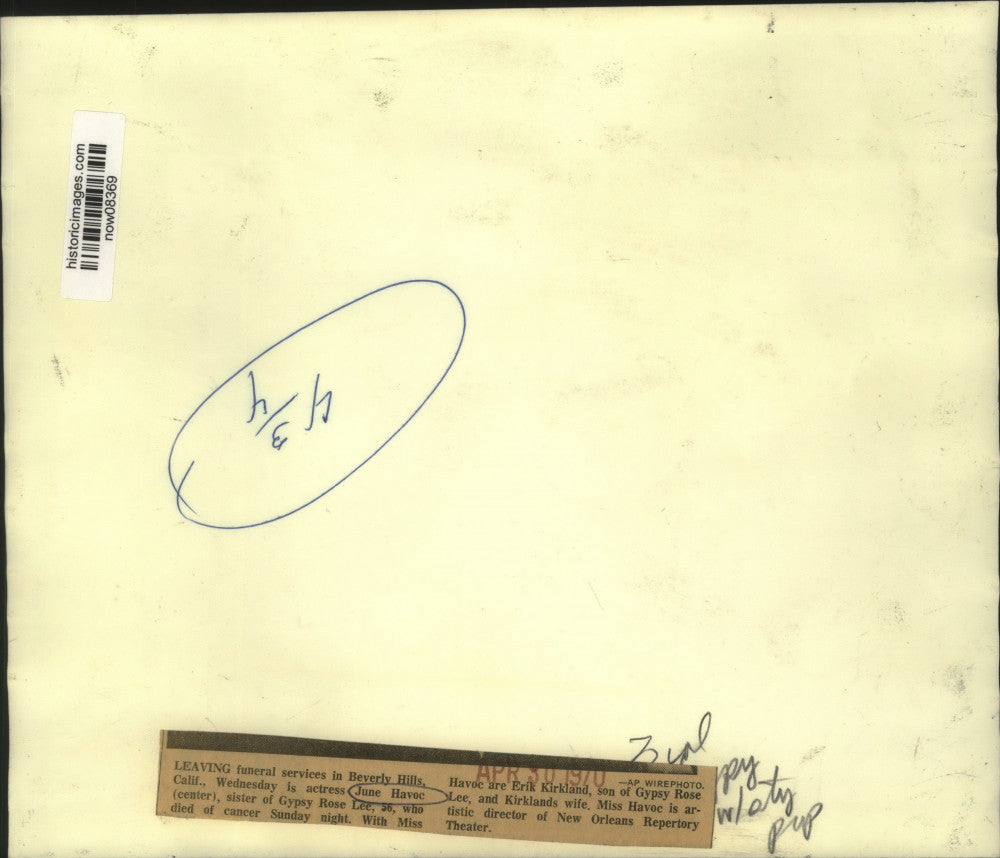 historicimages.com
now08369
4 3/4
APR 30 1970
LEAVING funeral services in Beverly Hills,
Calif., Wednesday is actress June Havoc
(center), sister of Gypsy Rose Lee, 56, who
died of cancer Sunday night. With Miss
—AP WIREPHOTO.
Havoc are Erik Kirkland, son of Gypsy Rose
Lee, and Kirklands wife. Miss Havoc is ar-
tistic director of New Orleans Repertory
Theater.